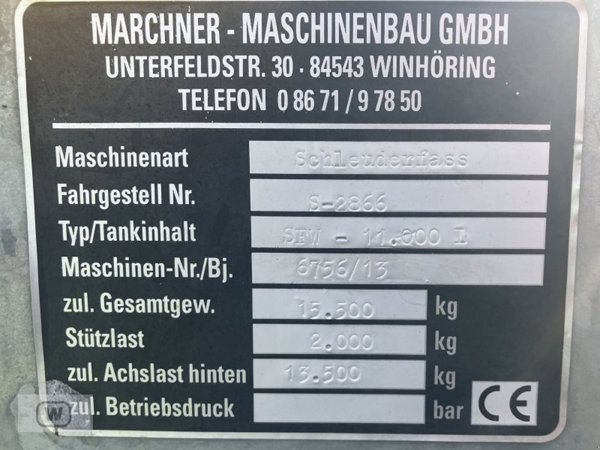 MARCHNER - MASCHINENBAU GMBH
UNTERFELDSTR. 30 · 84543 WINHÖRING
TELEFON 0 86 71 / 9 78 50
Maschinenart Schleuderfass
Fahrgestell Nr. S-2866
Typ/Tankinhalt SFW - 11.000 l
Maschinen-Nr./Bj. 6756/13
zul. Gesamtgew. 15.500 kg
Stützlast 2.000 kg
zul. Achslast hinten 13.500 kg
zul. Betriebsdruck bar CE
W